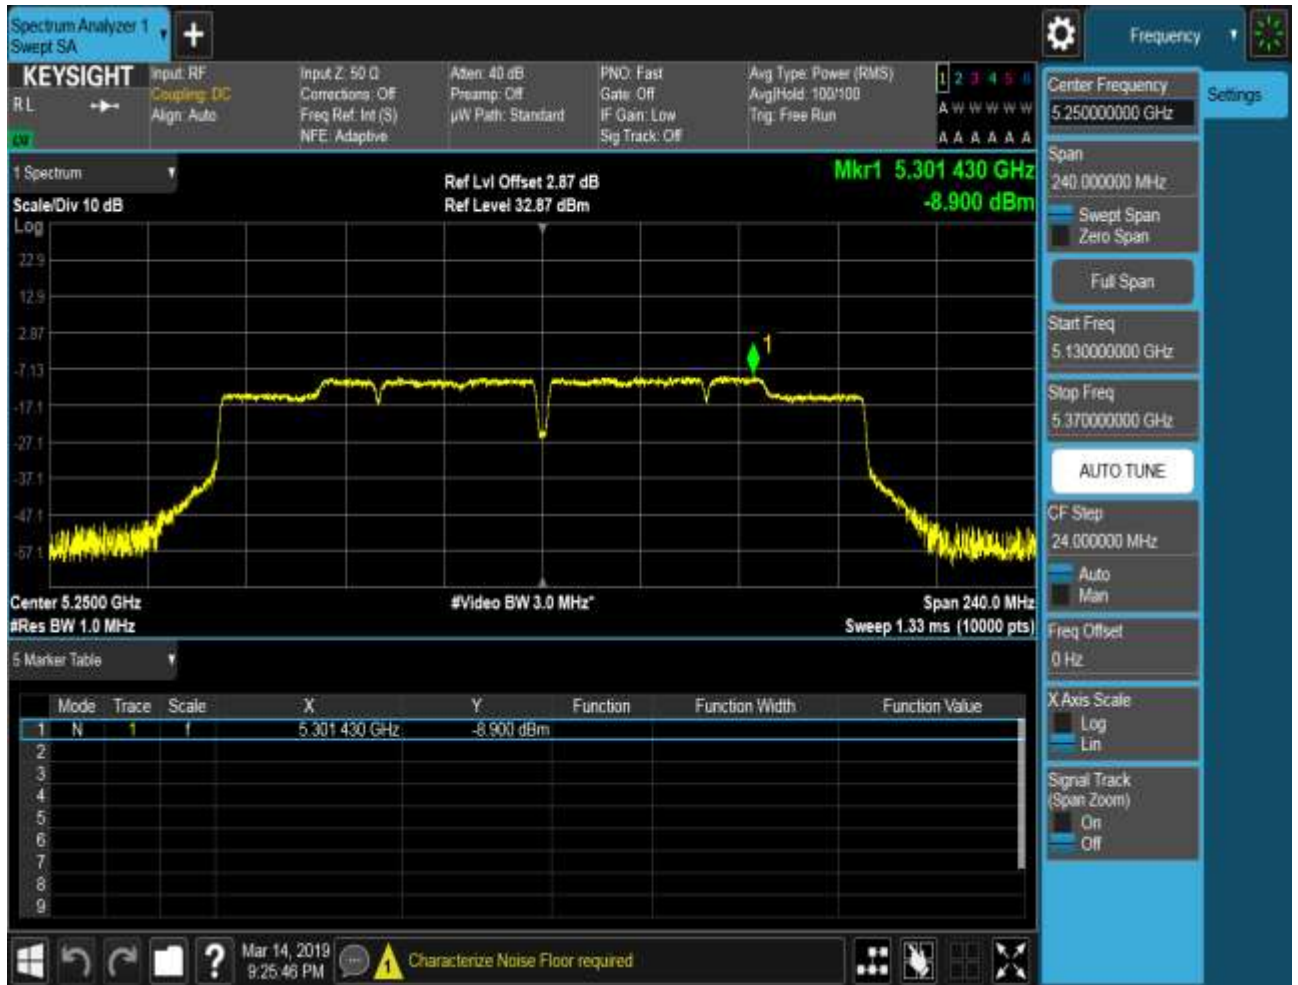 Spectrum Analyzer 1
Swept SA
Frequency
KEYSIGHT
RL
Input: RF
Coupling: DC
Align: Auto
Input Z: 50 Ω
Corrections: Off
Freq Ref: Int (S)
NFE: Adaptive
Atten: 40 dB
Preamp: Off
µW Path: Standard
PNO: Fast
Gate: Off
IF Gain: Low
Sig Track: Off
Avg Type: Power (RMS)
Avg|Hold: 100/100
Trig: Free Run
1 2 3 4 5 6
A W W W W W
A A A A A A
1 Spectrum
Scale/Div 10 dB
Ref Lvl Offset 2.87 dB
Ref Level 32.87 dBm
Mkr1 5.301 430 GHz
-8.900 dBm
Log
22.9
12.9
2.87
-7.13
-17.1
-27.1
-37.1
-47.1
-57.1
1
Center 5.2500 GHz
#Res BW 1.0 MHz
#Video BW 3.0 MHz*
Span 240.0 MHz
Sweep 1.33 ms (10000 pts)
5 Marker Table
Mode Trace Scale X Y Function Function Width Function Value
1 N 1 f 5.301 430 GHz -8.900 dBm
2
3
4
5
6
7
8
9
Mar 14, 2019
9:25:46 PM
Characterize Noise Floor required
Settings
Center Frequency
5.250000000 GHz
Span
240.000000 MHz
Swept Span
Zero Span
Full Span
Start Freq
5.130000000 GHz
Stop Freq
5.370000000 GHz
AUTO TUNE
CF Step
24.000000 MHz
Auto
Man
Freq Offset
0 Hz
X Axis Scale
Log
Lin
Signal Track
(Span Zoom)
On
Off